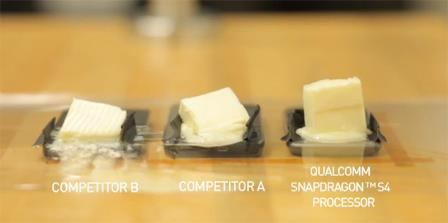 COMPETITOR B
COMPETITOR A
QUALCOMM
SNAPDRAGON™ S4
PROCESSOR